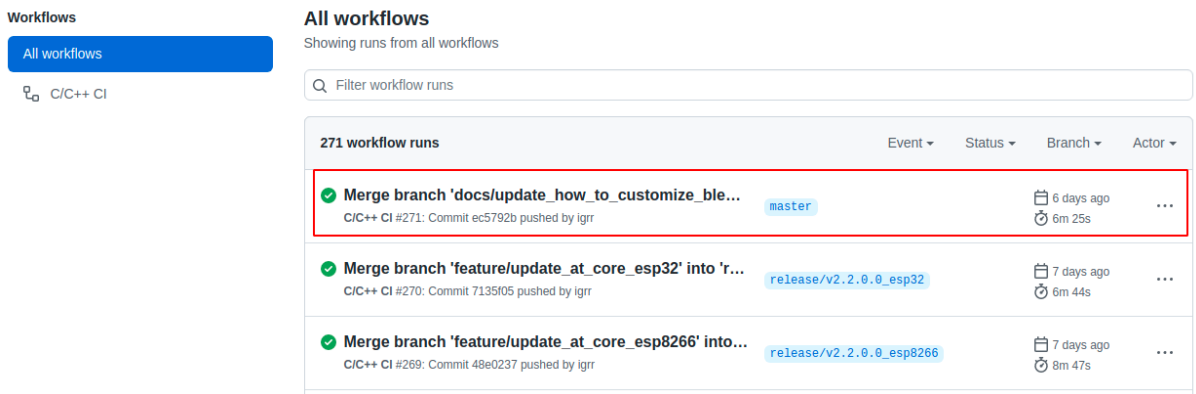 Workflows
All workflows
C/C++ CI
All workflows
Showing runs from all workflows
Filter workflow runs
271 workflow runs Event Status Branch Actor
Merge branch 'docs/update_how_to_customize_ble…
C/C++ CI #271: Commit ec5792b pushed by igrr
master
6 days ago
6m 25s
Merge branch 'feature/update_at_core_esp32' into 'r…
C/C++ CI #270: Commit 7135f05 pushed by igrr
release/v2.2.0.0_esp32
7 days ago
6m 44s
Merge branch 'feature/update_at_core_esp8266' into…
C/C++ CI #269: Commit 48e0237 pushed by igrr
release/v2.2.0.0_esp8266
7 days ago
8m 47s